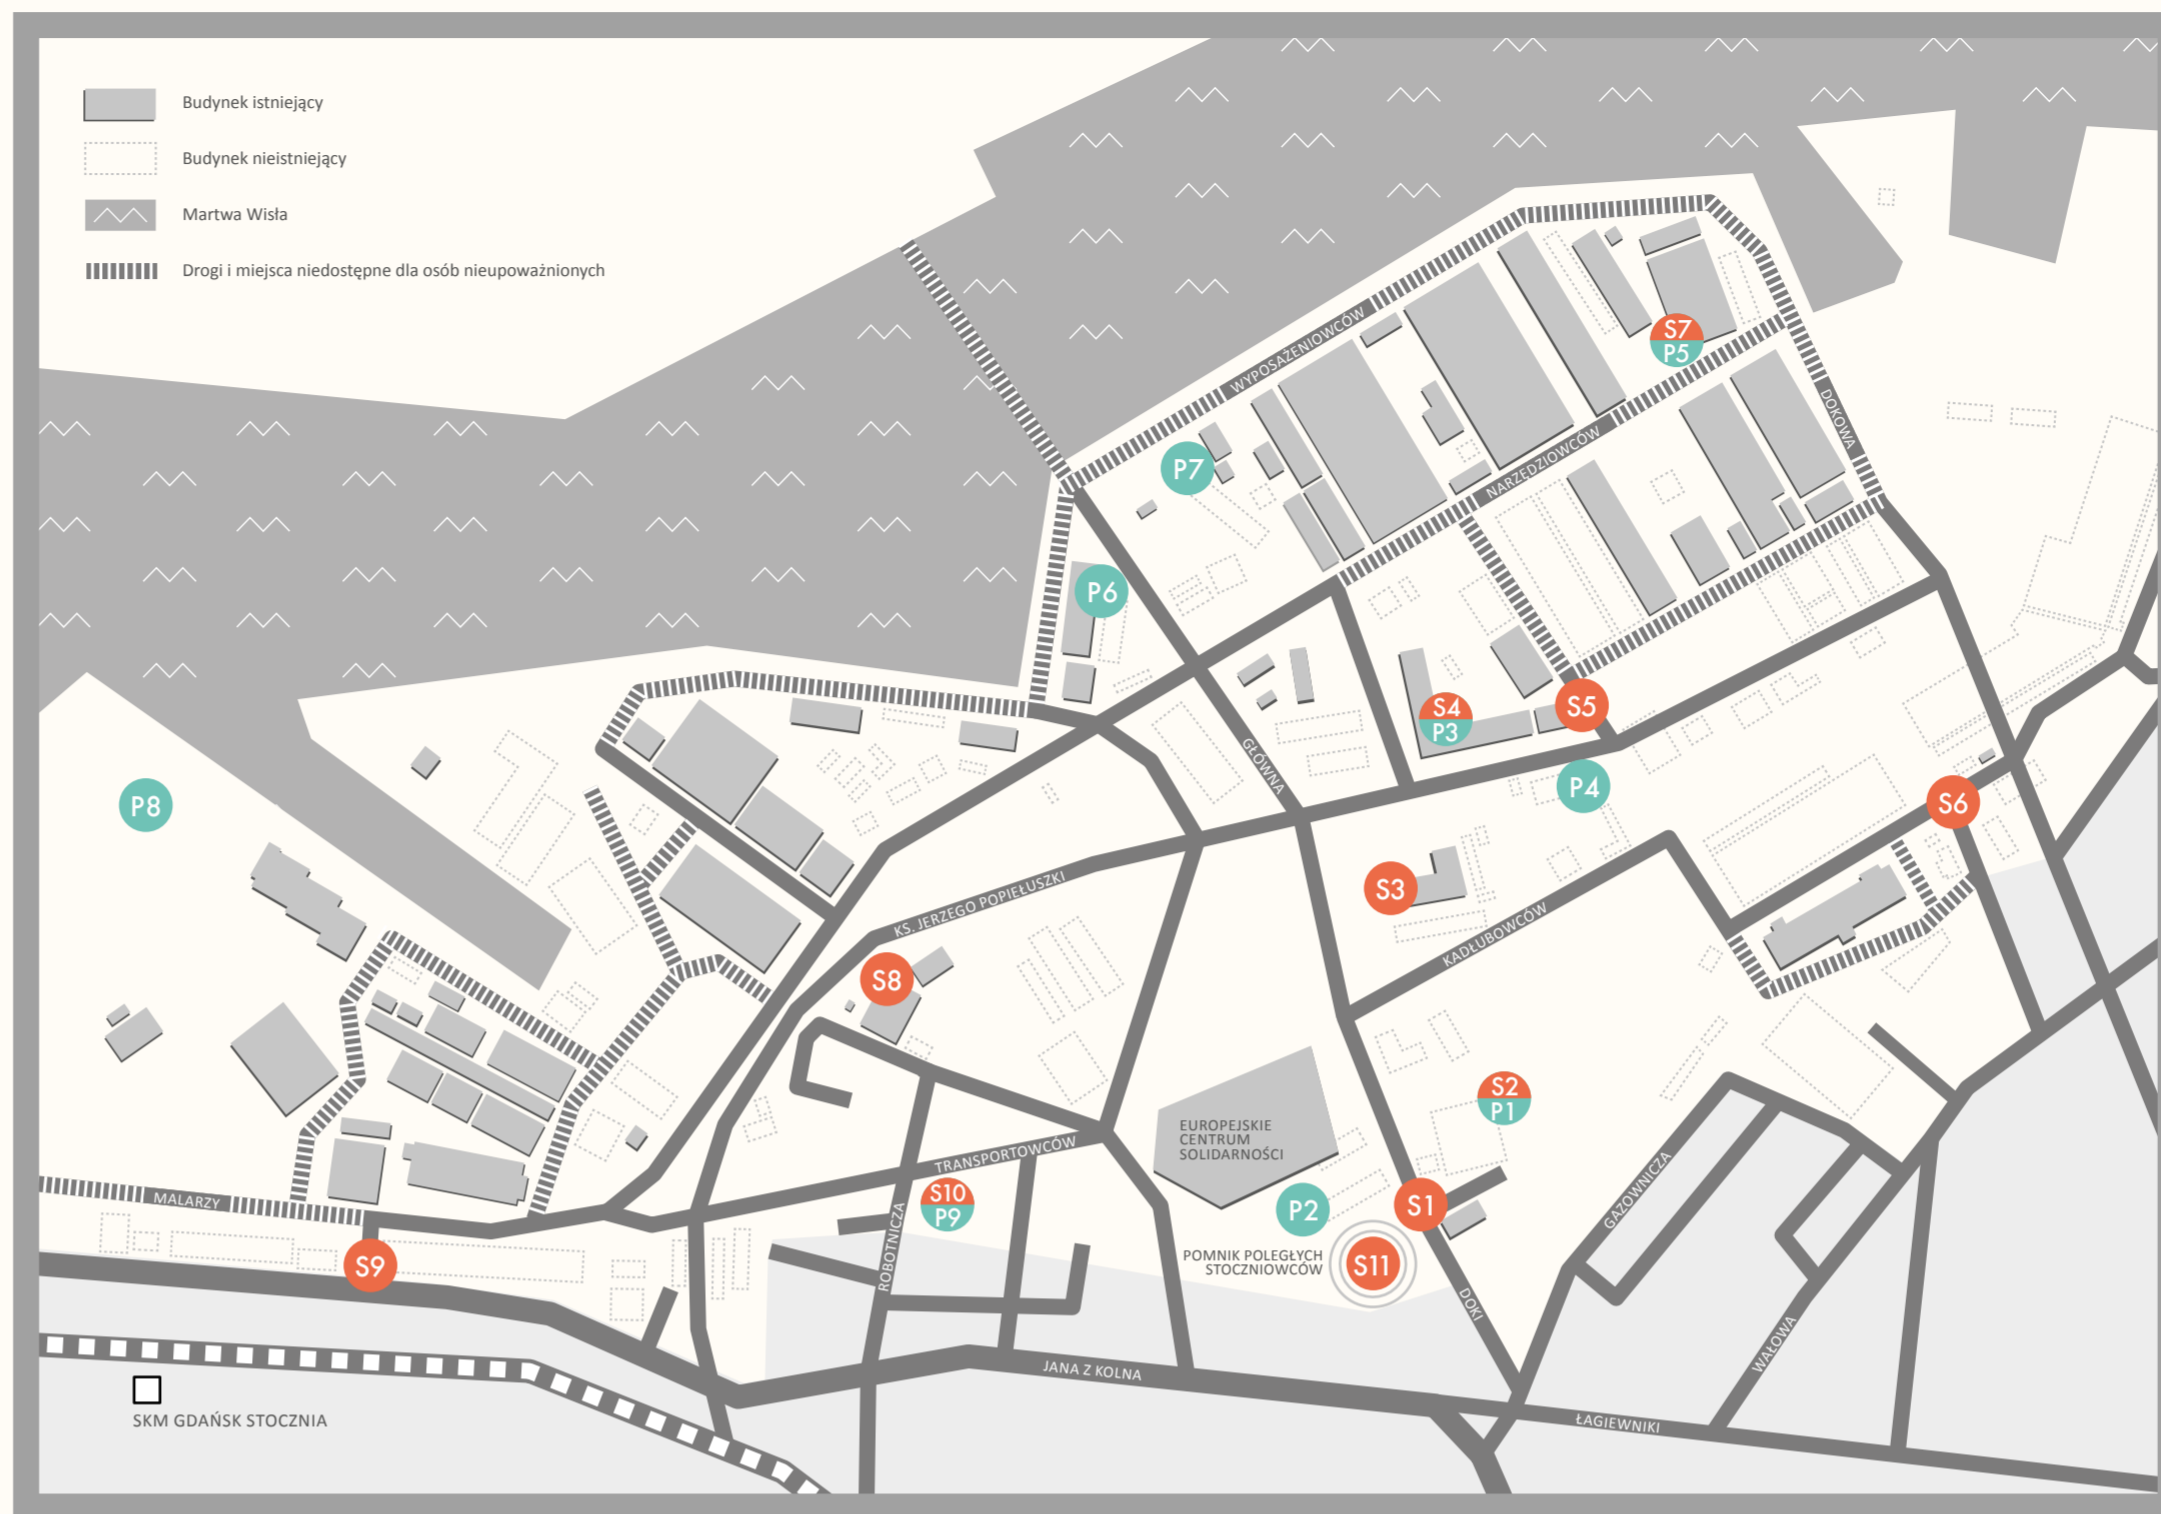 Budynek istniejący
Budynek nieistniejący
Martwa Wisła
Drogi i miejsca niedostępne dla osób nieupoważnionych
WYPOSAŻENIOWCÓW
S7
P5
DOKOWA
NARZĘDZIOWCÓW
P7
P6
S4
P3
S5
GŁÓWNA
P4
P8
S6
S3
KS. JERZEGO POPIEŁUSZKI
KADŁUBOWCÓW
S8
S2
P1
EUROPEJSKIE
CENTRUM
SOLIDARNOŚCI
TRANSPORTOWCÓW
GAZOWNICZA
MALARZY
S10
P9
P2
S1
ROBOTNICZA
S9
POMNIK POLEGŁYCH
STOCZNIOWCÓW
S11
DOKI
WAŁOWA
JANA Z KOLNA
SKM GDAŃSK STOCZNIA
ŁAGIEWNIKI